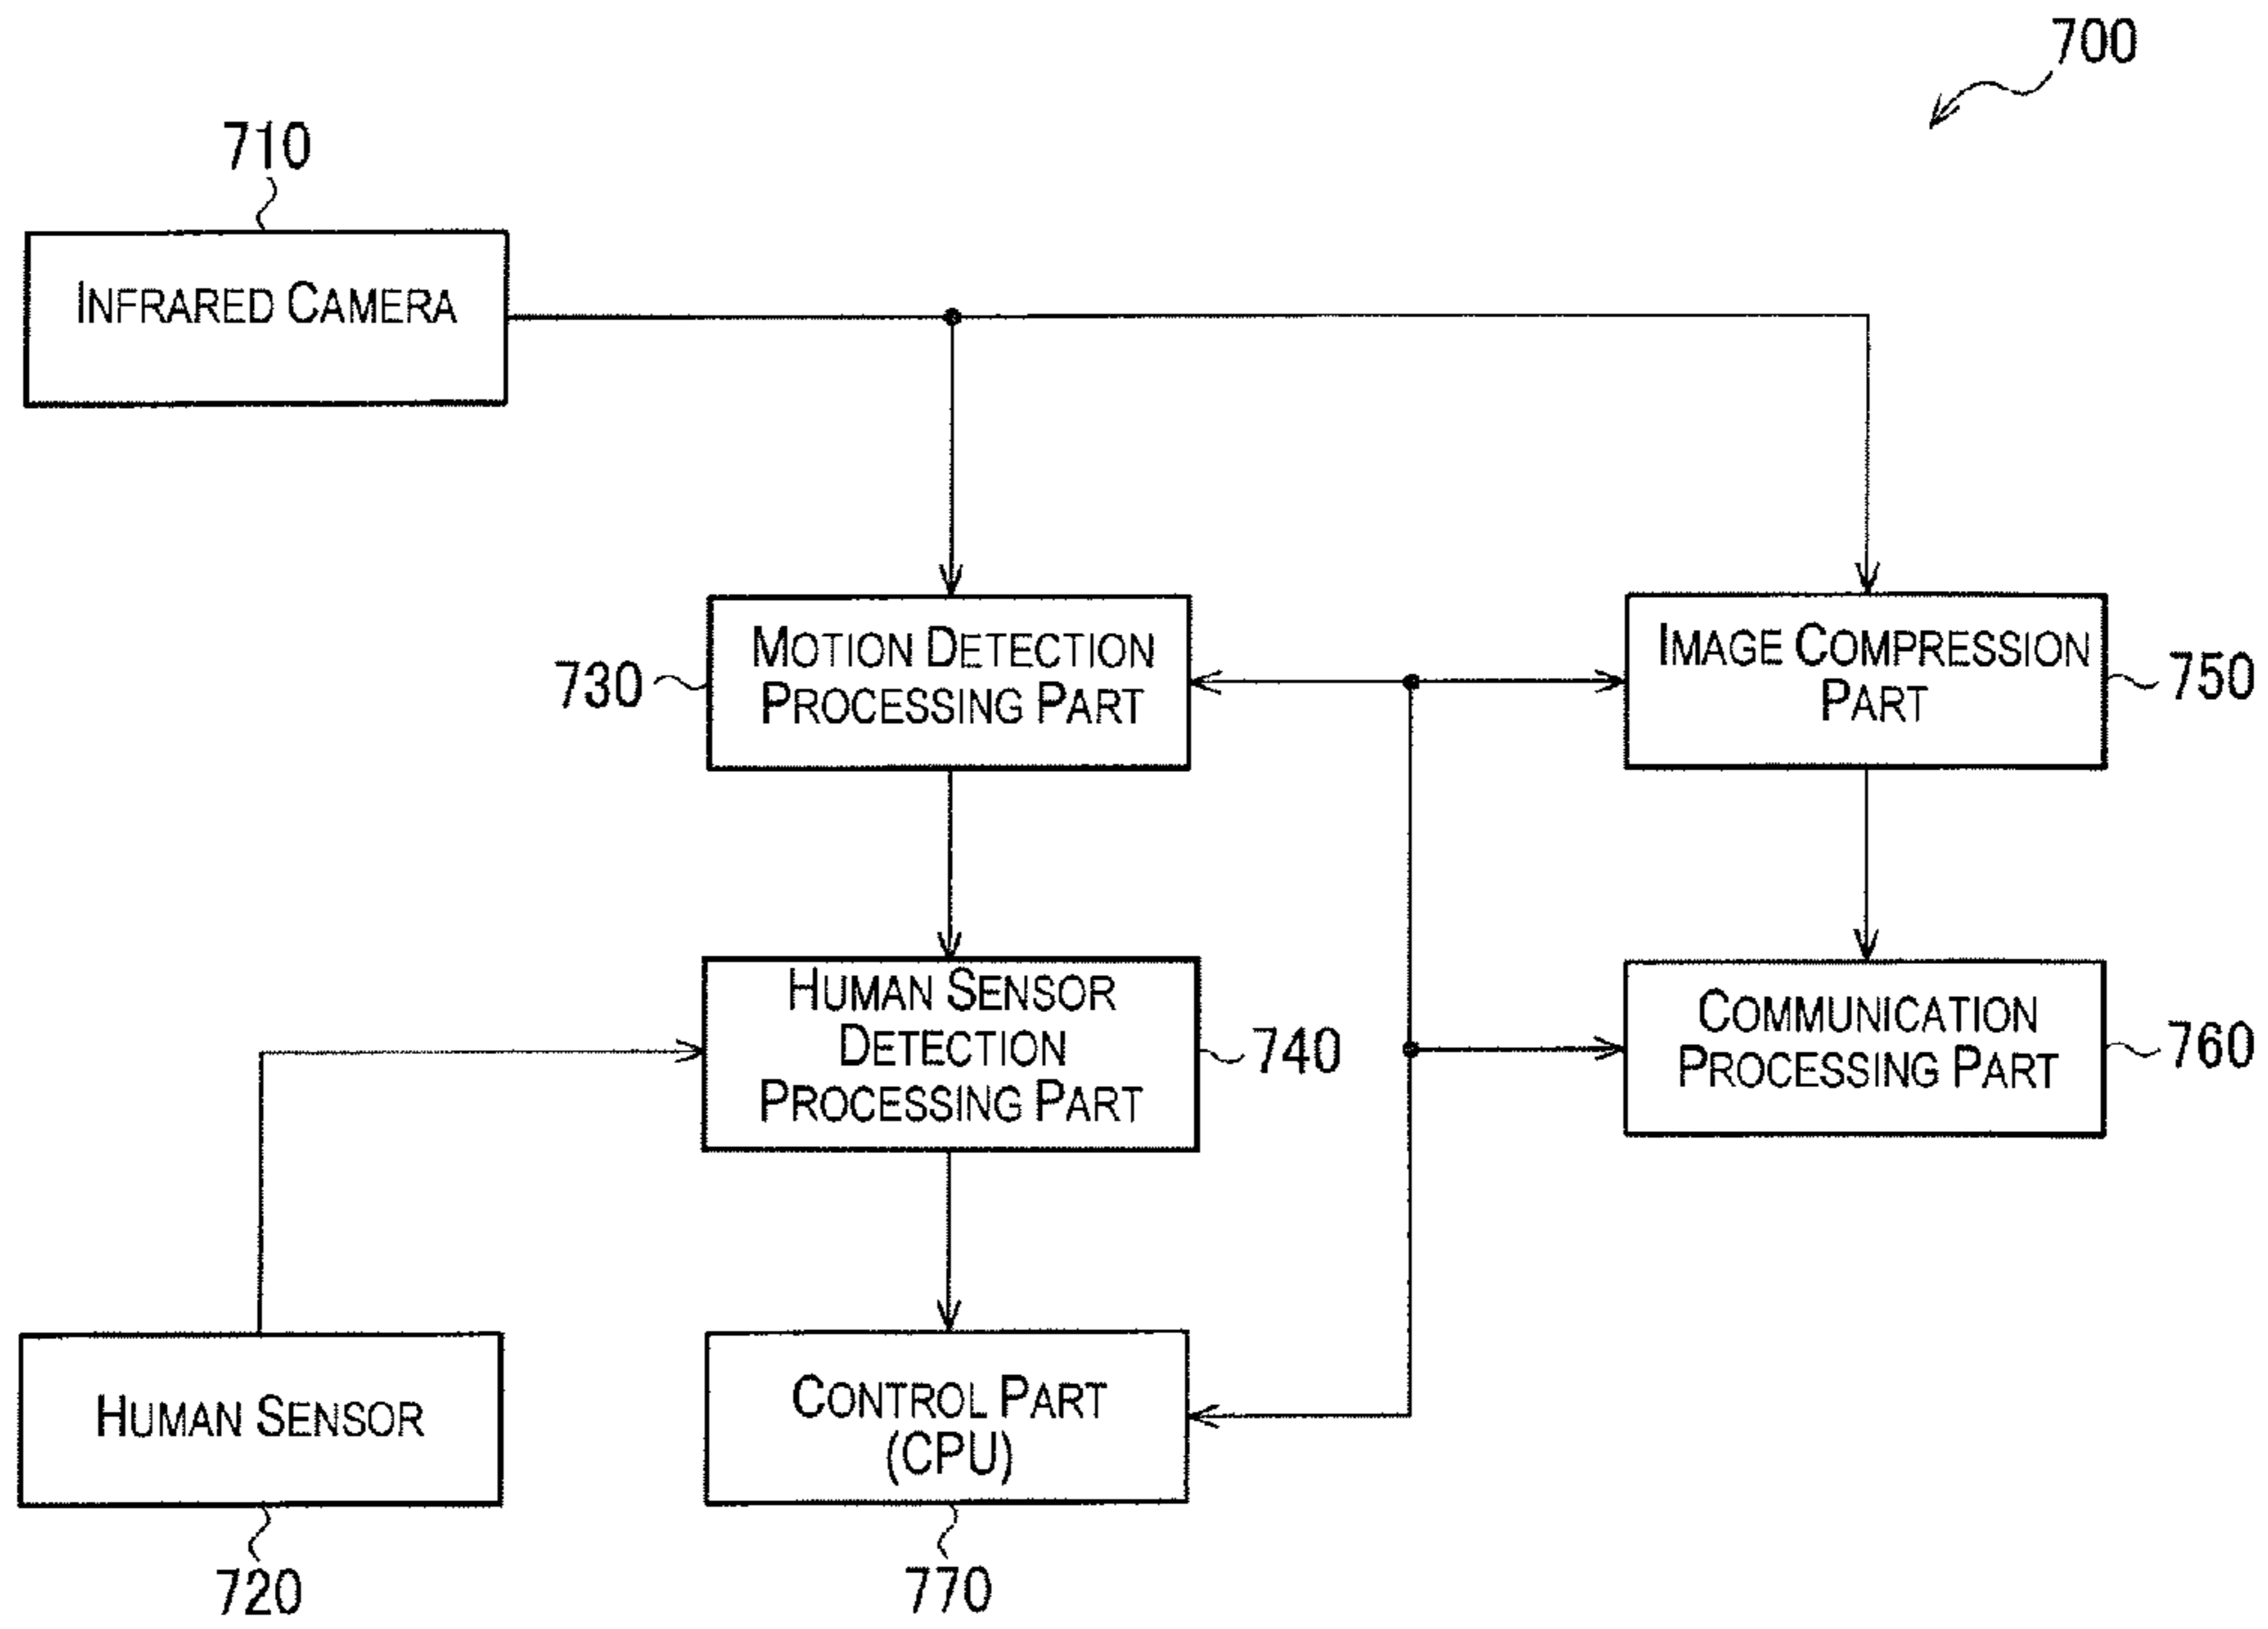 700
710
INFRARED CAMERA
MOTION DETECTION
PROCESSING PART
730
IMAGE COMPRESSION
PART
750
HUMAN SENSOR
DETECTION
PROCESSING PART
740
COMMUNICATION
PROCESSING PART
760
HUMAN SENSOR
720
CONTROL PART
(CPU)
770